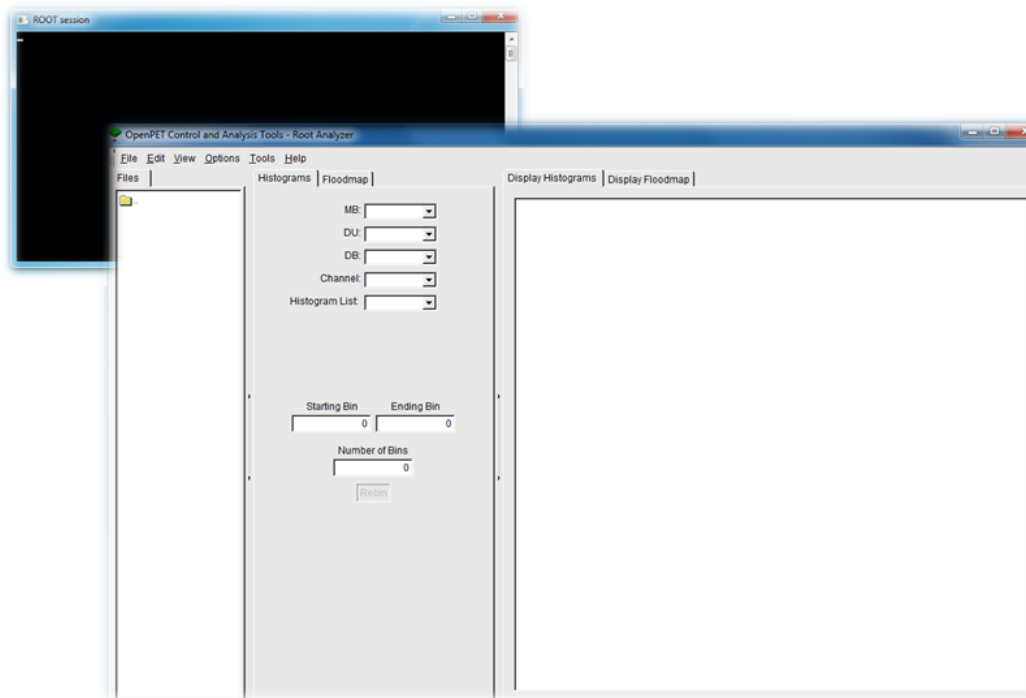 ROOT session
OpenPET Control and Analysis Tools - Root Analyzer
File Edit View Options Tools Help
Files
Histograms Floodmap
Display Histograms Display Floodmap
..
MB:
DU:
DB:
Channel:
Histogram List:
Starting Bin Ending Bin
0 0
Number of Bins
0
Rebin